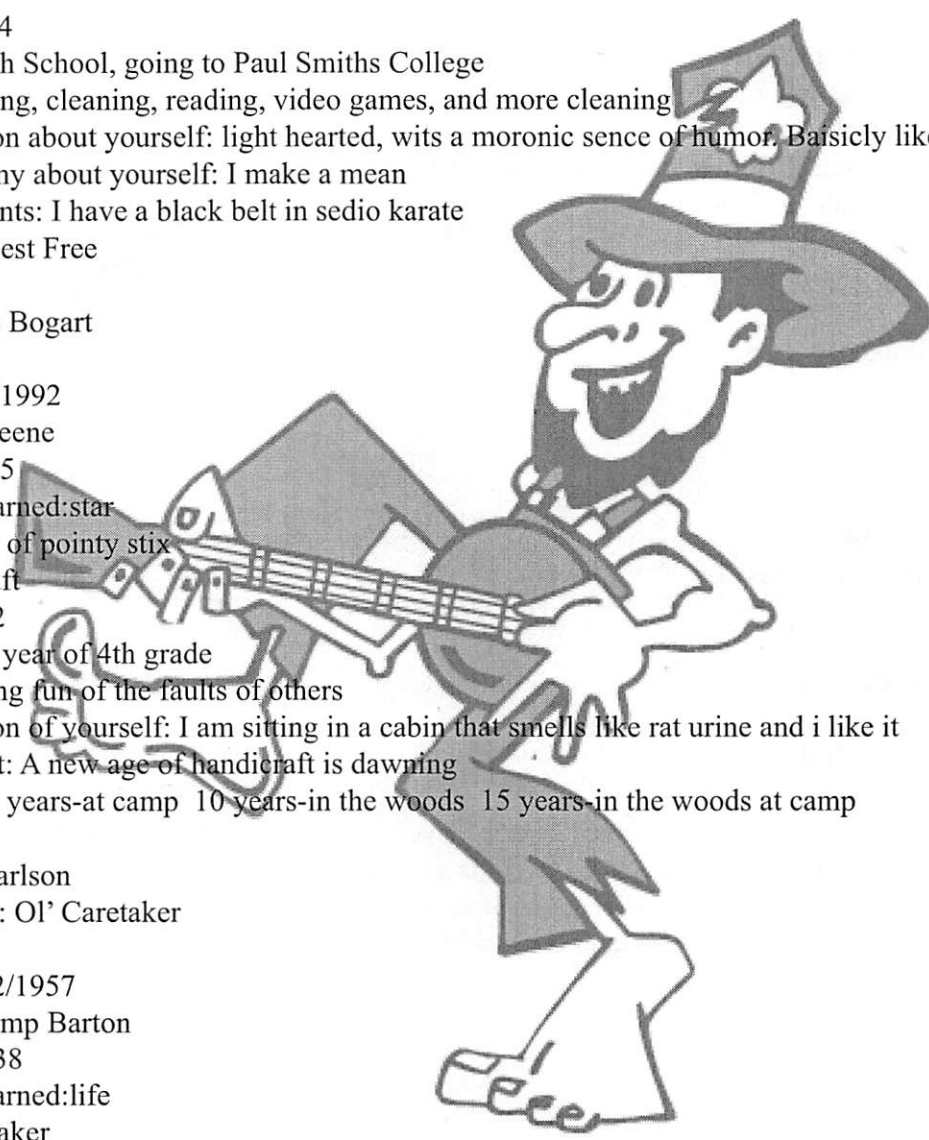 4
h School, going to Paul Smiths College
ng, cleaning, reading, video games, and more cleaning
on about yourself: light hearted, wits a moronic sence of humor. Baisicly like
ny about yourself: I make a mean
nts: I have a black belt in sedio karate
est Free
Bogart
1992
eene
5
arned:star
of pointy stix
ft
2
year of 4th grade
ng fun of the faults of others
on of yourself: I am sitting in a cabin that smells like rat urine and i like it
t: A new age of handicraft is dawning
years-at camp 10 years-in the woods 15 years-in the woods at camp
arlson
: Ol' Caretaker
2/1957
mp Barton
38
arned:life
aker